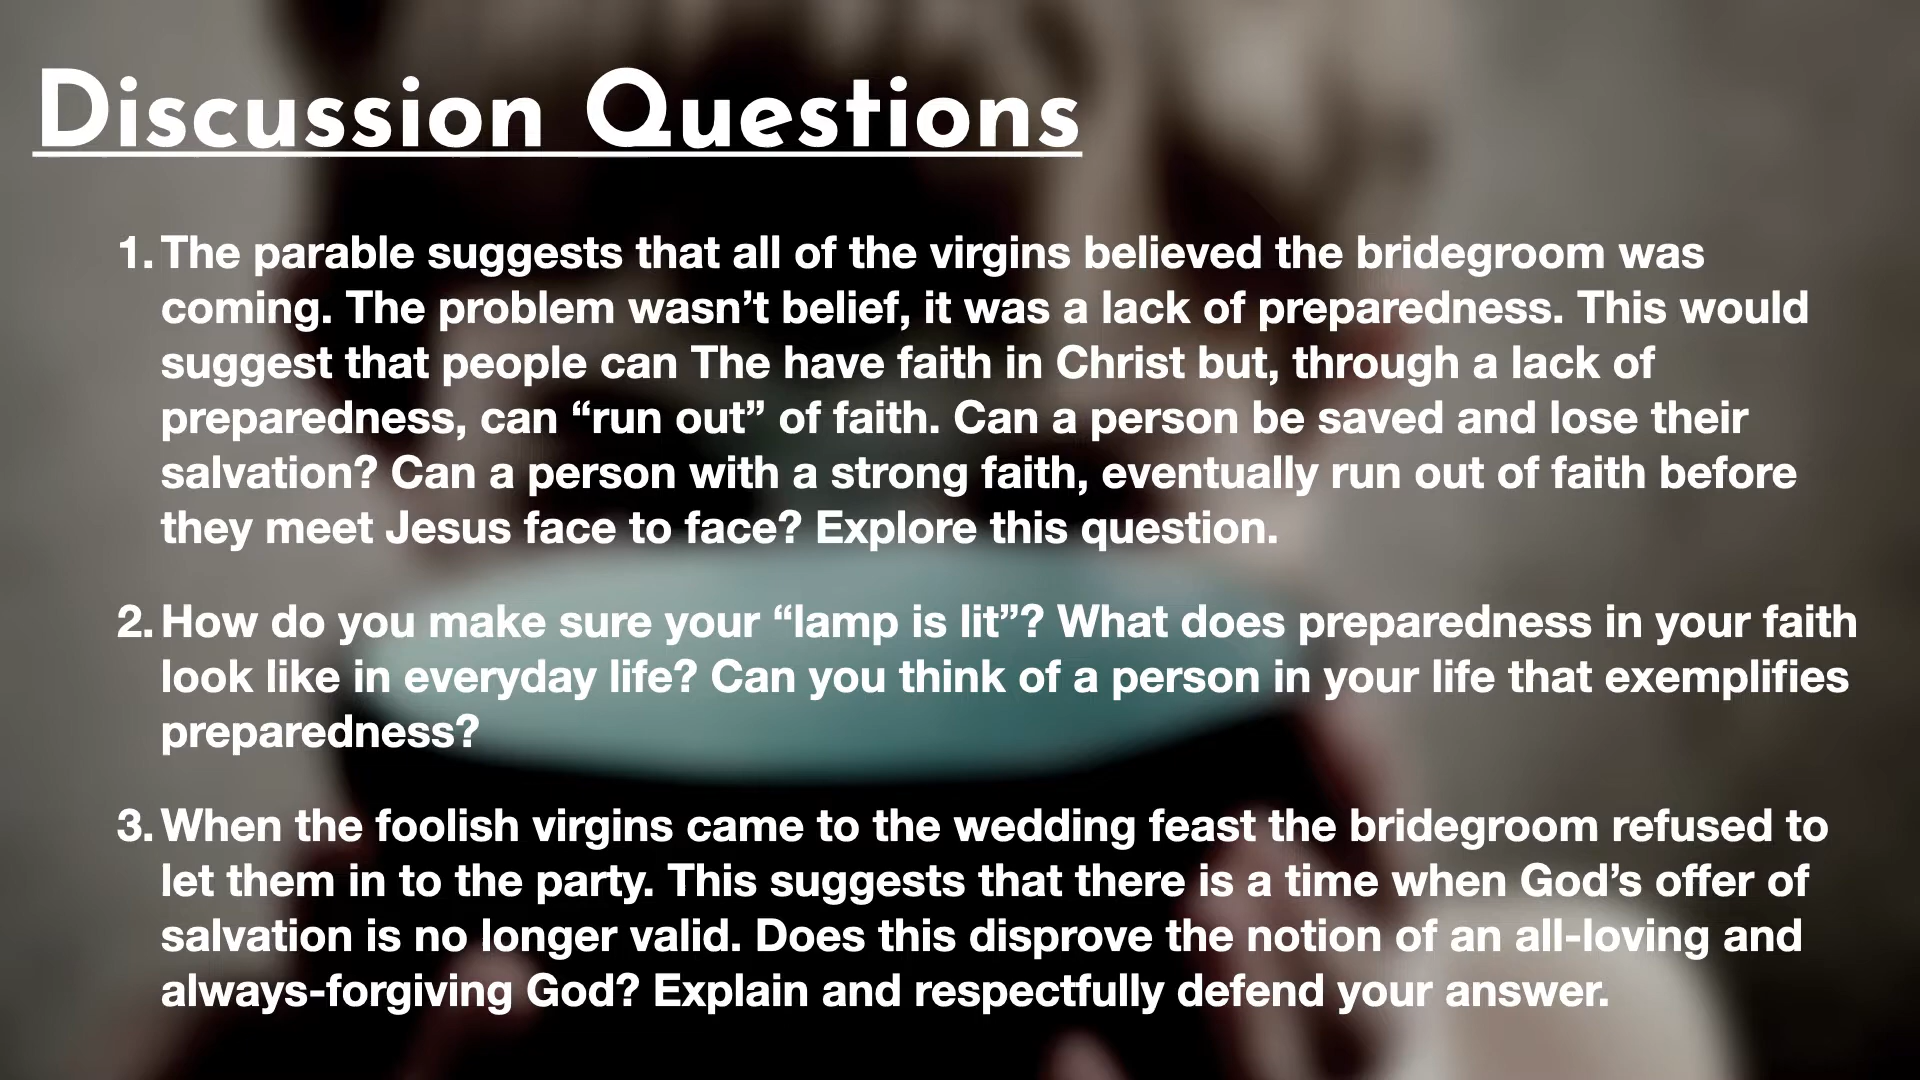 Discussion Questions
1. The parable suggests that all of the virgins believed the bridegroom was
coming. The problem wasn’t belief, it was a lack of preparedness. This would
suggest that people can The have faith in Christ but, through a lack of
preparedness, can “run out” of faith. Can a person be saved and lose their
salvation? Can a person with a strong faith, eventually run out of faith before
they meet Jesus face to face? Explore this question.
2. How do you make sure your “lamp is lit”? What does preparedness in your faith
look like in everyday life? Can you think of a person in your life that exemplifies
preparedness?
3. When the foolish virgins came to the wedding feast the bridegroom refused to
let them in to the party. This suggests that there is a time when God’s offer of
salvation is no longer valid. Does this disprove the notion of an all-loving and
always-forgiving God? Explain and respectfully defend your answer.